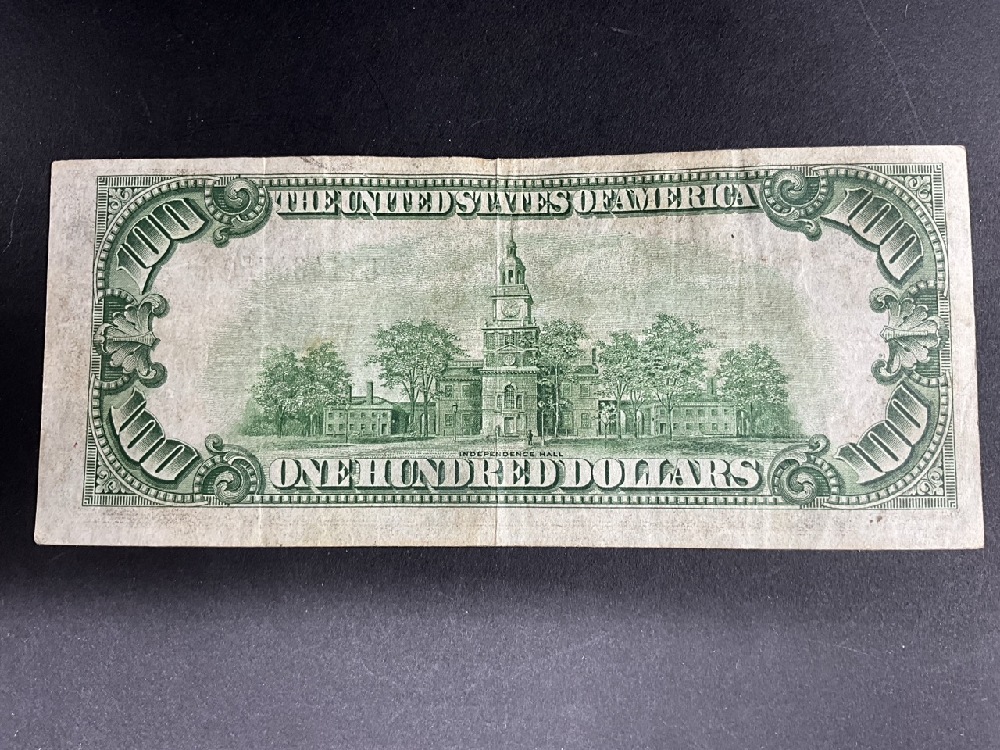 THE UNITED STATES OF AMERICA
100
100
INDEPENDENCE HALL
100
100
ONE HUNDRED DOLLARS